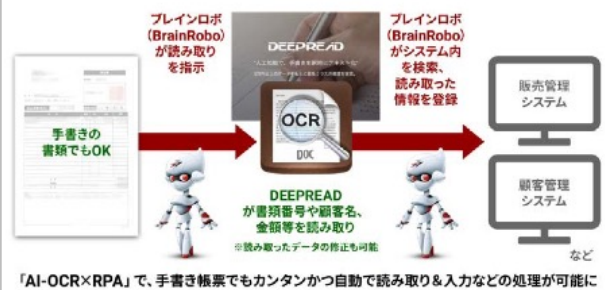 ブレインロボ
(BrainRobo)
が読み取り
を指示
DEEPREAD
ブレインロボ
(BrainRobo)
がシステム内
を検索、
読み取った
情報を登録
手書きの
書類でもOK
OCR
DOC
販売管理
システム
顧客管理
システム
など
DEEPREAD
が書類番号や顧客名、
金額等を読み取り
※読み取ったデータの修正も可能
「AI-OCR×RPA」で、手書き帳票でもカンタンかつ自動で読み取り&入力などの処理が可能に